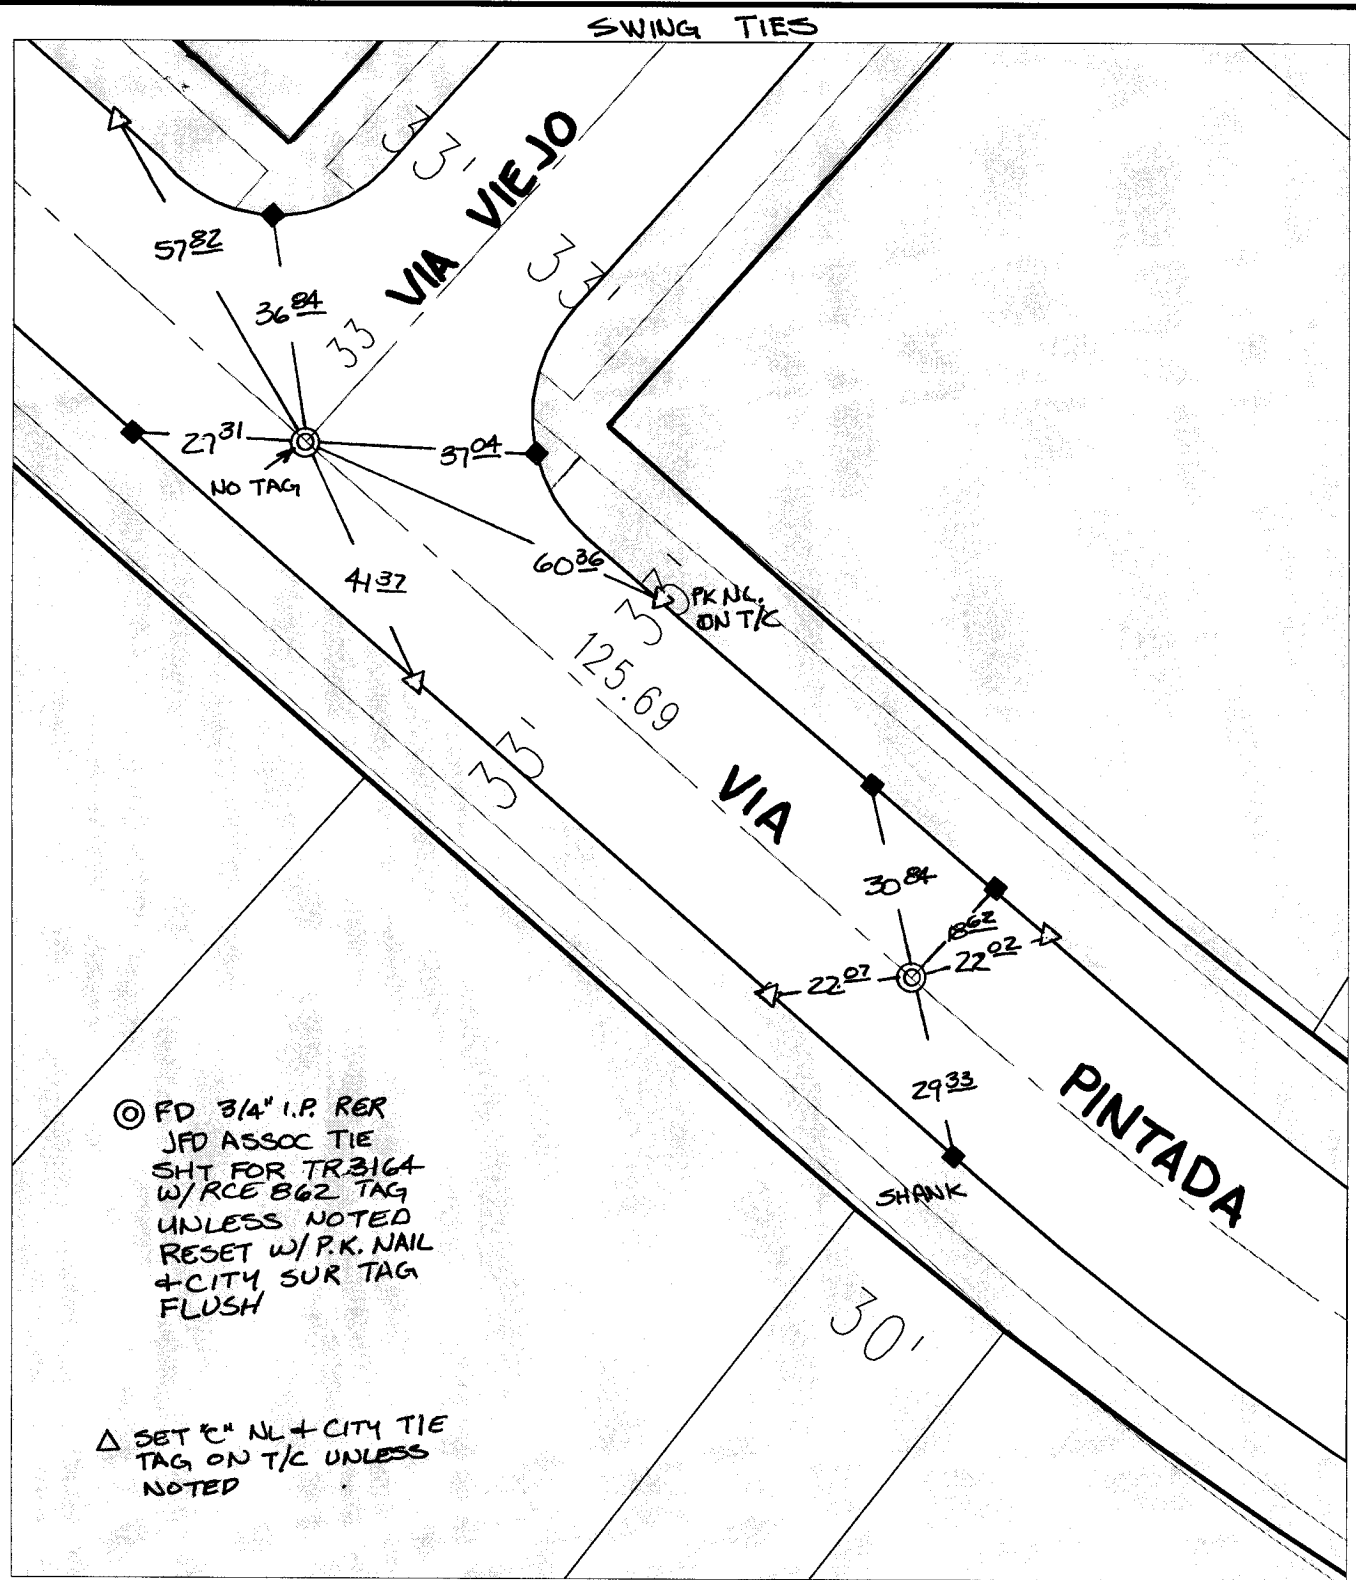 SWING TIES
33'
VIA VIEJO
33'
57 82
36 84
33
27 31
37 04
NO TAG
60 36
41 37
33'
PK NL.
ON T/C
125.69
33'
VIA
30 84
18 62
22 02
22 07
29 33
PINTADA
SHANK
30'
FD 3/4" I.P. RER
JFD ASSOC TIE
SHT FOR TR.3164
W/RCE 862 TAG
UNLESS NOTED
RESET W/ P.K. NAIL
+ CITY SUR TAG
FLUSH
SET "C" NL + CITY TIE
TAG ON T/C UNLESS
NOTED